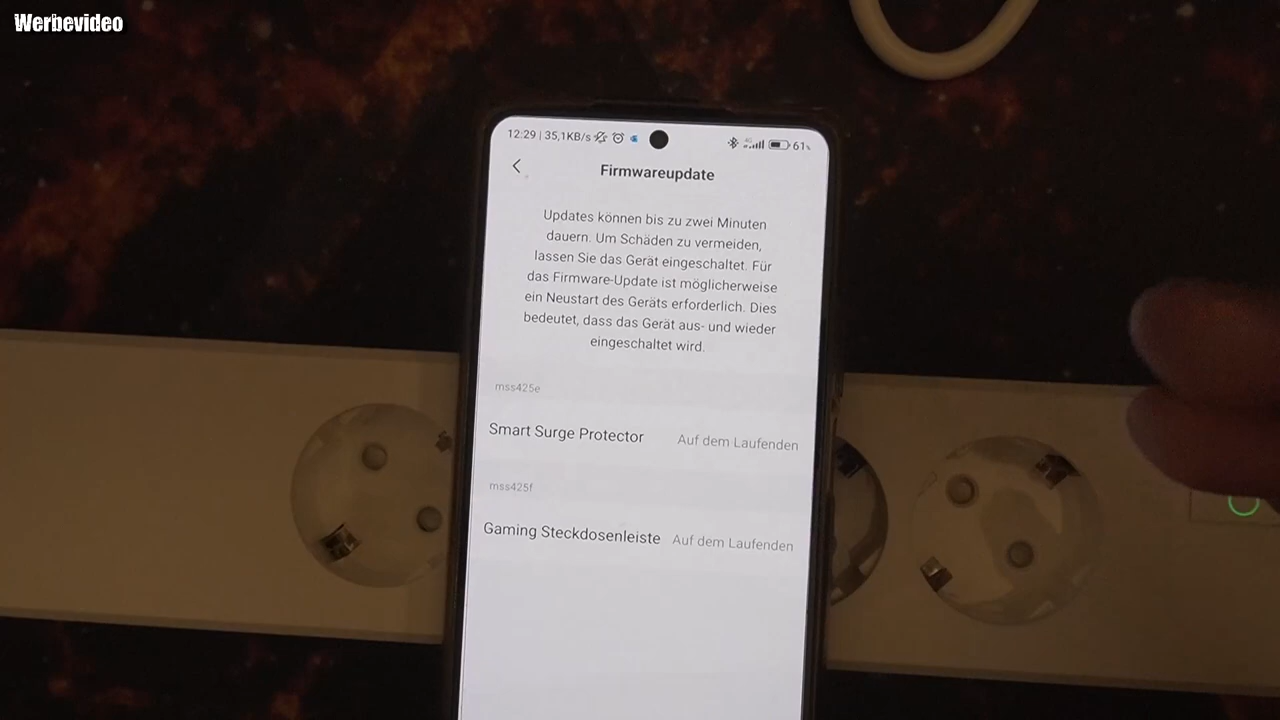 Werbevideo
12:29 | 35,1KB/s
61%
Firmwareupdate
Updates können bis zu zwei Minuten
dauern. Um Schäden zu vermeiden,
lassen Sie das Gerät eingeschaltet. Für
das Firmware-Update ist möglicherweise
ein Neustart des Geräts erforderlich. Dies
bedeutet, dass das Gerät aus- und wieder
eingeschaltet wird.
mss425e
Smart Surge Protector Auf dem Laufenden
mss425f
Gaming Steckdosenleiste Auf dem Laufenden